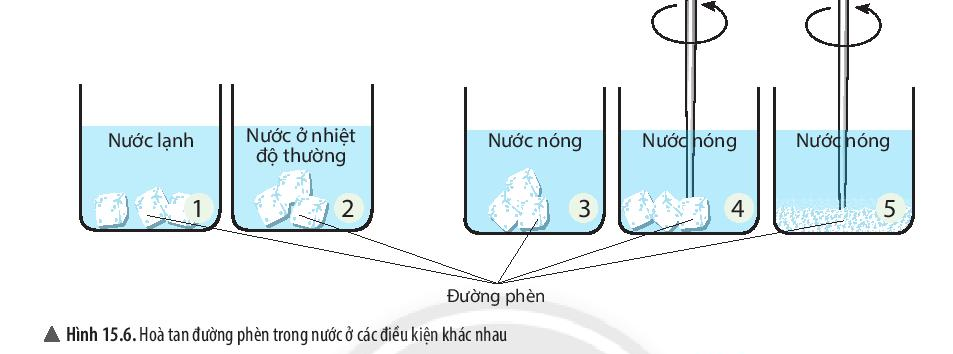 Nước lạnh
Nước ở nhiệt
độ thường
Nước nóng
Nước nóng
Nước nóng
1
2
3
4
5
Đường phèn
▲ Hình 15.6. Hoà tan đường phèn trong nước ở các điều kiện khác nhau